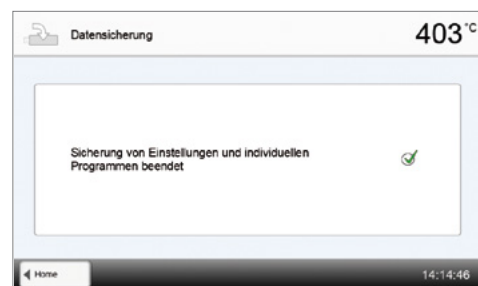 Datensicherung
403 °C
Sicherung von Einstellungen und individuellen
Programmen beendet
Home
14:14:46